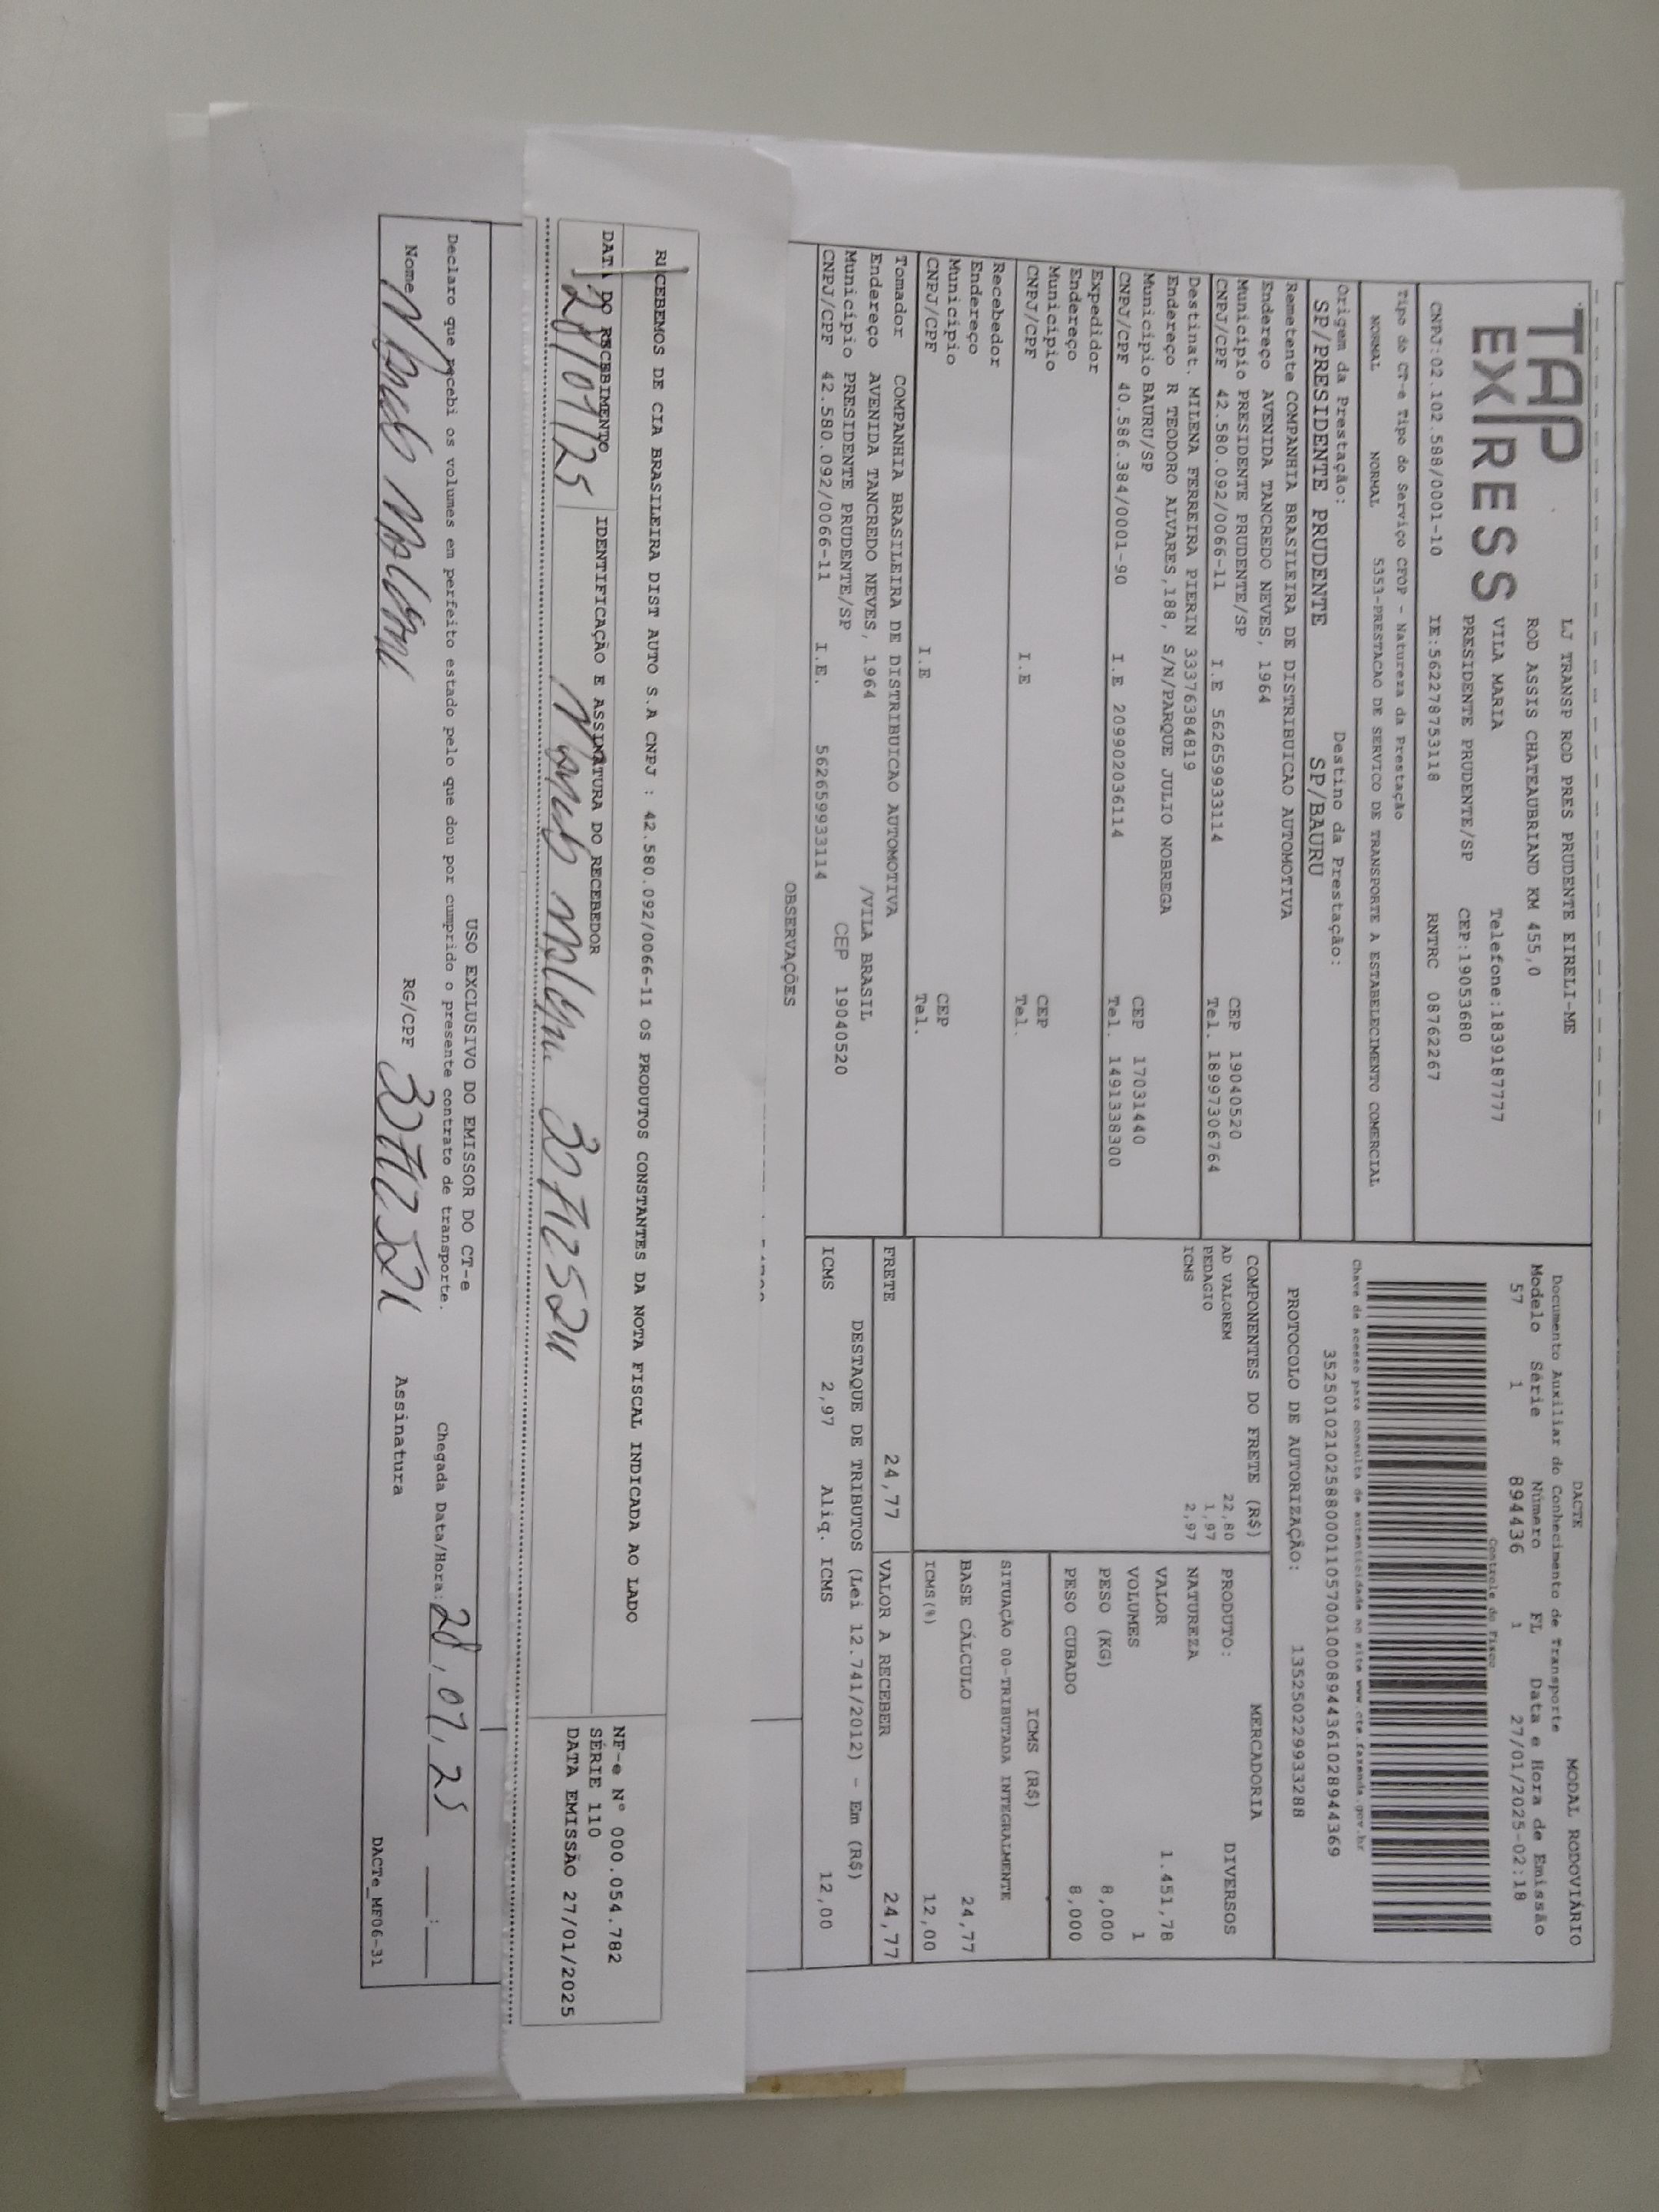 TAP
EXPRESS
LJ TRANSP ROD PRES PRUDENTE EIRELI-ME
ROD ASSIS CHATEAUBRIAND KM 455,0
VILA MARIA Telefone:1839187777
PRESIDENTE PRUDENTE/SP CEP:19053680
CNPJ:02.102.588/0001-10 IE:562278753118 RNTRC 08762267
DACTE MODAL RODOVIÁRIO
Documento Auxiliar do Conhecimento de Transporte
Modelo Série Número FL Data e Hora de Emissão
57 1 894436 1 27/01/2025-02:18
Controle do Fisco
Chave de acesso para consulta de autenticidade no site www.cte.fazenda.gov.br
35250102102588000110570010008944361028944369
PROTOCOLO DE AUTORIZAÇÃO: 135250229933288
Tipo do CT-e Tipo do Serviço CFOP - Natureza da Prestação
NORMAL NORMAL 5353-PRESTACAO DE SERVICO DE TRANSPORTE A ESTABELECIMENTO COMERCIAL
Origem da Prestação: Destino da Prestação:
SP/PRESIDENTE PRUDENTE SP/BAURU
Remetente COMPANHIA BRASILEIRA DE DISTRIBUICAO AUTOMOTIVA
Endereço AVENIDA TANCREDO NEVES, 1964
Município PRESIDENTE PRUDENTE/SP CEP 19040520
CNPJ/CPF 42.580.092/0066-11 I.E 562659933114 Tel. 18997306764
Destinat. MILENA FERREIRA PIERIN 33376384819
Endereço R TEODORO ALVARES,188, S/N/PARQUE JULIO NOBREGA
Município BAURU/SP CEP 17031440
CNPJ/CPF 40.586.384/0001-90 I.E 209902036114 Tel. 1491338300
Expedidor
Endereço
Município CEP
CNPJ/CPF I.E Tel.
Recebedor
Endereço
Município CEP
CNPJ/CPF I.E Tel.
Tomador COMPANHIA BRASILEIRA DE DISTRIBUICAO AUTOMOTIVA
Endereço AVENIDA TANCREDO NEVES, 1964 /VILA BRASIL
Município PRESIDENTE PRUDENTE/SP CEP 19040520
CNPJ/CPF 42.580.092/0066-11 I.E. 562659933114
COMPONENTES DO FRETE (R$)
AD VALOREM 22,80
PEDAGIO 1,97
ICMS 2,97
MERCADORIA
PRODUTO: DIVERSOS
NATUREZA
VALOR 1.451,78
VOLUMES 1
PESO (KG) 8,000
PESO CUBADO 8,000
ICMS (R$)
SITUAÇÃO 00-TRIBUTADA INTEGRALMENTE
BASE CÁLCULO 24,77
ICMS(%) 12,00
FRETE 24,77 VALOR A RECEBER 24,77
DESTAQUE DE TRIBUTOS (Lei 12.741/2012) - Em (R$)
ICMS 2,97 Aliq. ICMS 12,00
OBSERVAÇÕES
RECEBEMOS DE CIA BRASILEIRA DIST AUTO S.A CNPJ : 42.580.092/0066-11 OS PRODUTOS CONSTANTES DA NOTA FISCAL INDICADA AO LADO
DATA DO RECEBIMENTO IDENTIFICAÇÃO E ASSINATURA DO RECEBEDOR
28/01/25
NF-e Nº 000.054.782
SÉRIE 110
DATA EMISSÃO 27/01/2025
USO EXCLUSIVO DO EMISSOR DO CT-e
Declaro que recebi os volumes em perfeito estado pelo que dou por cumprido o presente contrato de transporte. Chegada Data/Hora: 28, 01, 25
Nome RG/CPF Assinatura
DACTe_MF06-31